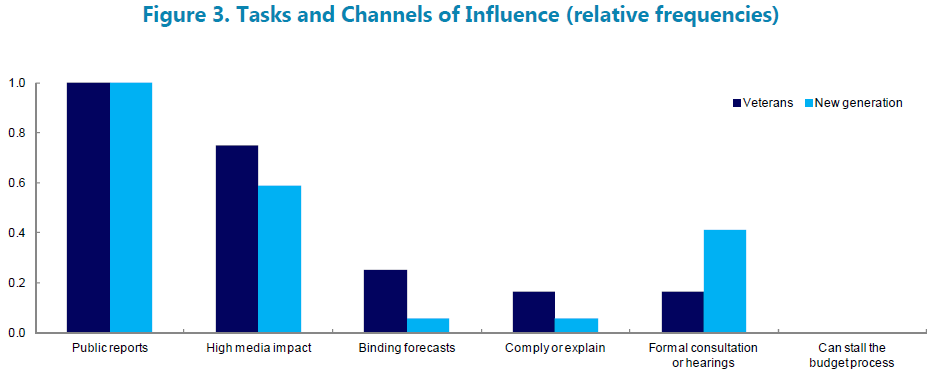 Figure 3. Tasks and Channels of Influence (relative frequencies)
1.0
Veterans New generation
0.8
0.6
0.4
0.2
0.0
Public reports High media impact Binding forecasts Comply or explain Formal consultation Can stall the
or hearings budget process